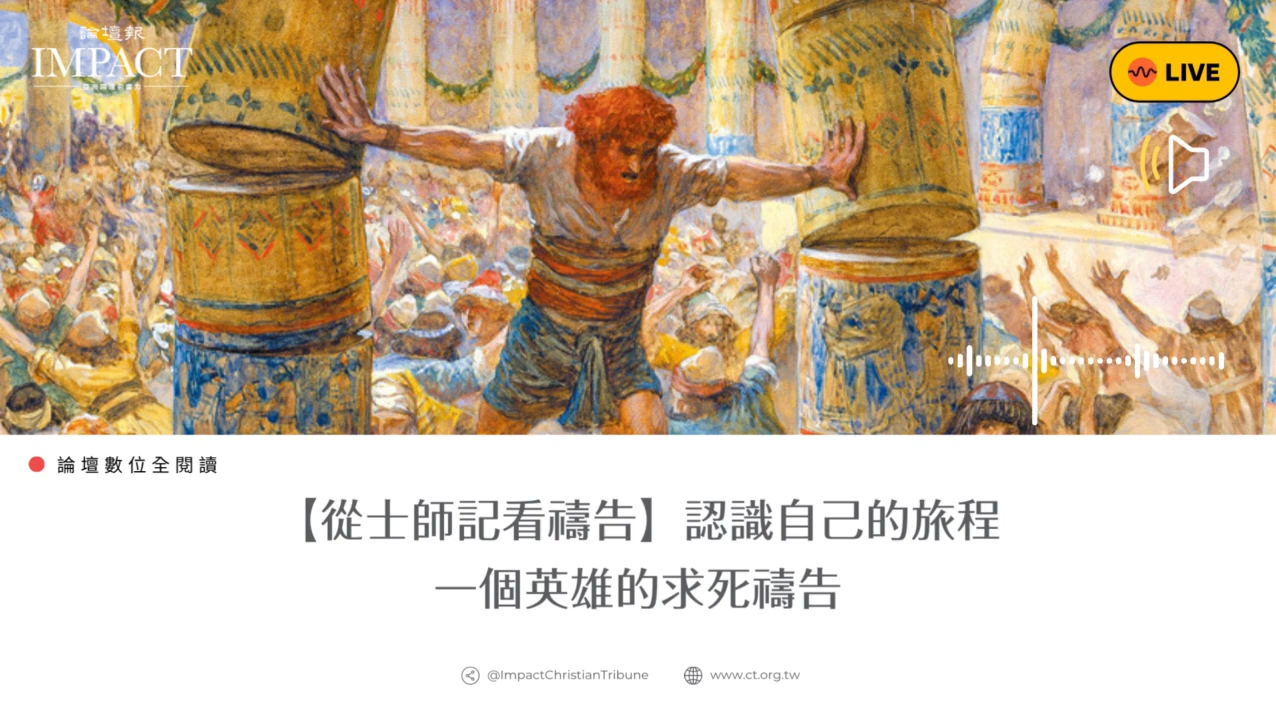 論壇報
IMPACT
LIVE
論壇數位全閱讀
【從士師記看禱告】認識自己的旅程
一個英雄的求死禱告
@ImpactChristianTribune
www.ct.org.tw